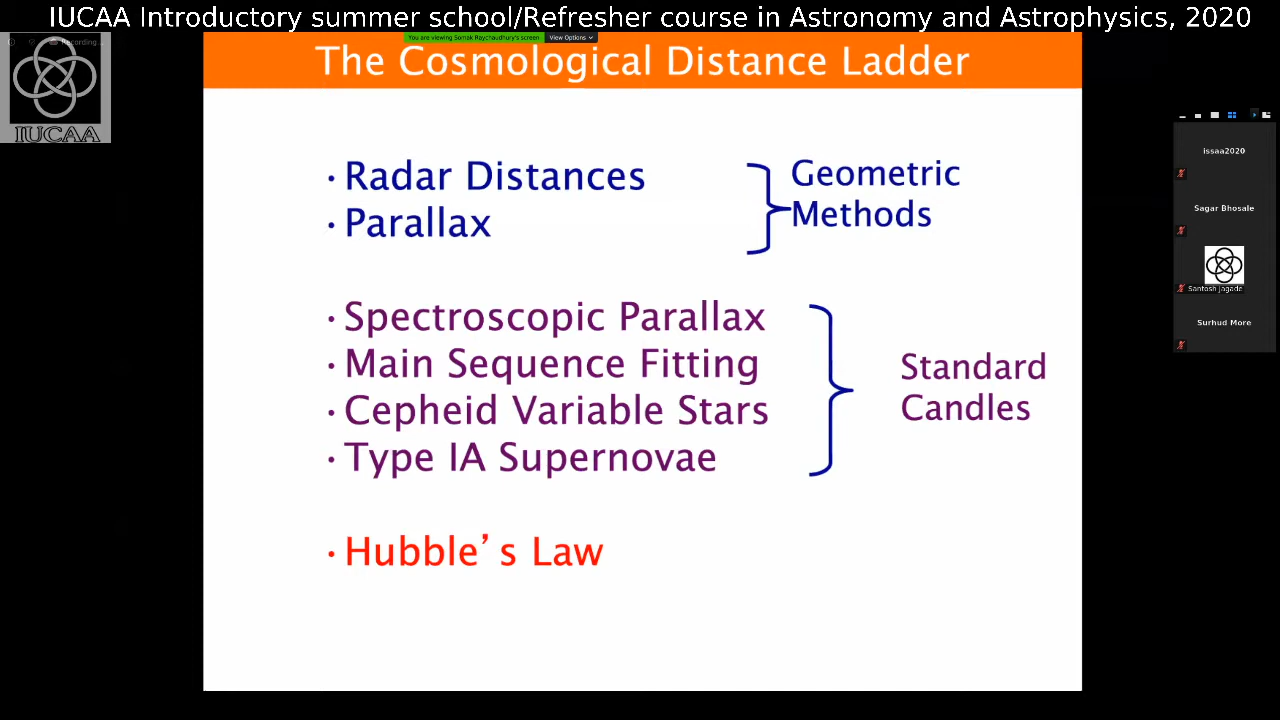 IUCAA Introductory summer school/Refresher course in Astronomy and Astrophysics, 2020
Recording...
You are viewing Somak Raychaudhury's screen
View Options
The Cosmological Distance Ladder
IUCAA
• Radar Distances
• Parallax
Geometric
Methods
• Spectroscopic Parallax
• Main Sequence Fitting
• Cepheid Variable Stars
• Type IA Supernovae
Standard
Candles
• Hubble's Law
issaa2020
Sagar Bhosale
Santosh Jagade
Surhud More